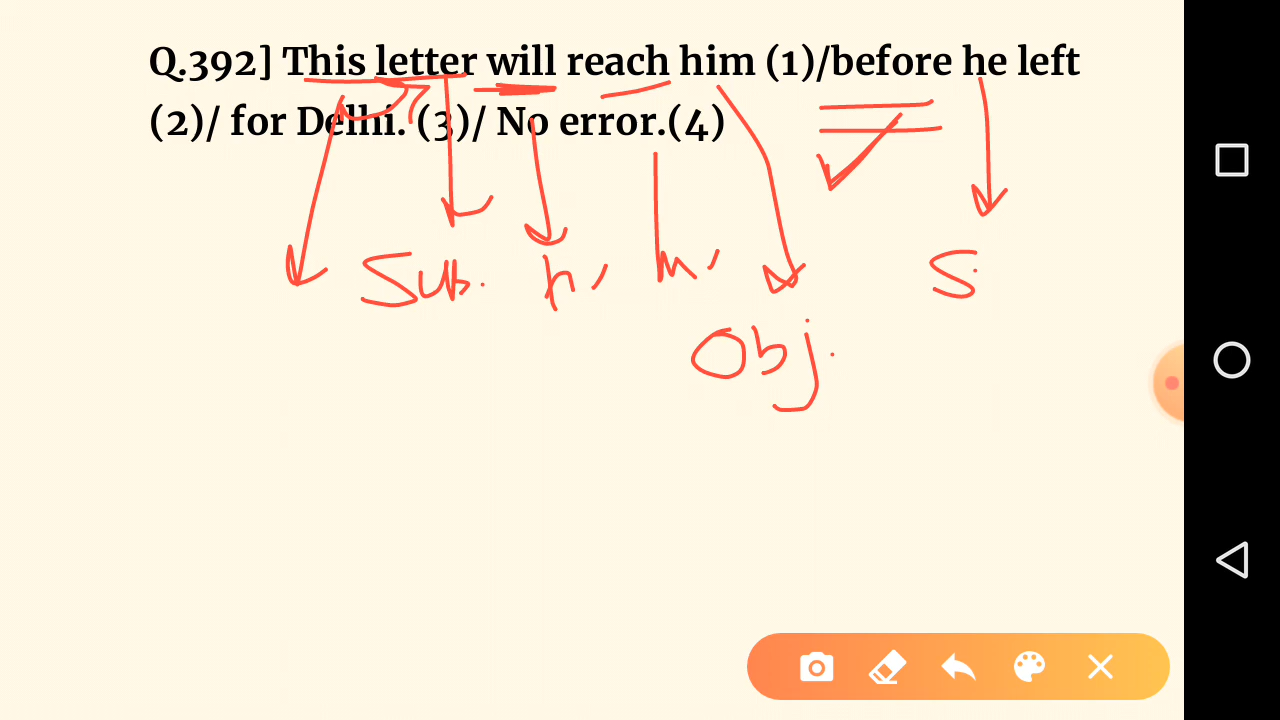 Q.392] This letter will reach him (1)/before he left
(2)/ for Delhi. (3)/ No error.(4)
Sub. h, m, S
Obj.